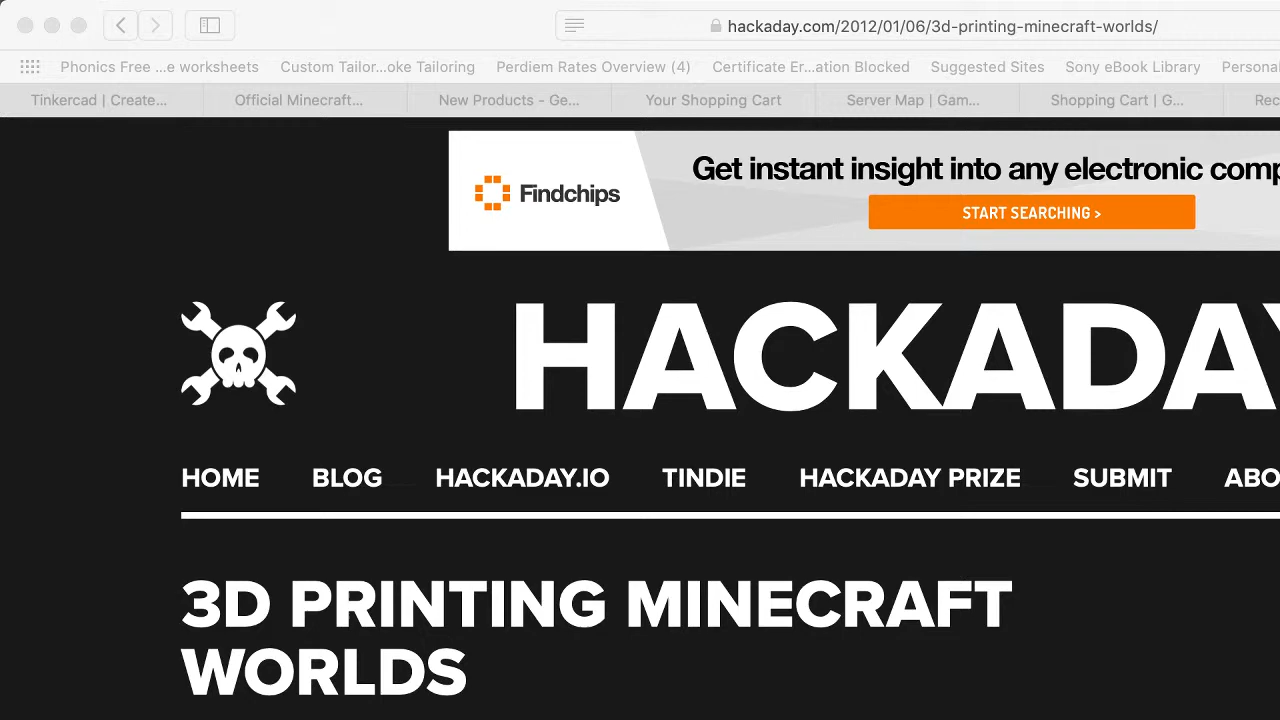 hackaday.com/2012/01/06/3d-printing-minecraft-worlds/
Phonics Free ...e worksheets Custom Tailor...oke Tailoring Perdiem Rates Overview (4) Certificate Er...ation Blocked Suggested Sites Sony eBook Library Personal
Tinkercad | Create... Official Minecraft... New Products - Ge... Your Shopping Cart Server Map | Gam... Shopping Cart | G... Rec
Get instant insight into any electronic comp
Findchips
START SEARCHING >
HACKADAY
HOME BLOG HACKADAY.IO TINDIE HACKADAY PRIZE SUBMIT ABO
3D PRINTING MINECRAFT
WORLDS